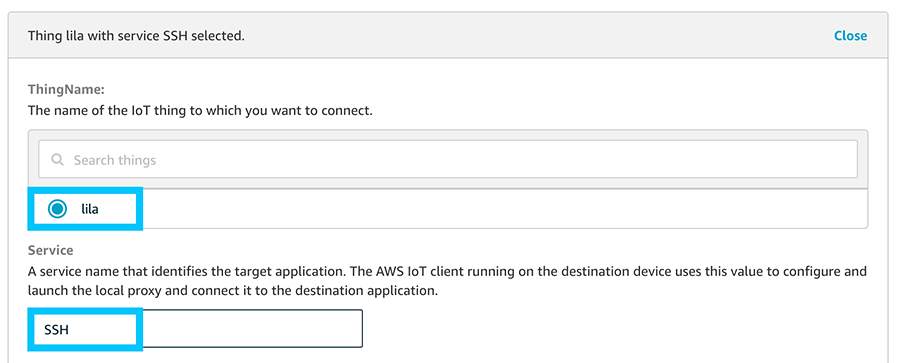 Thing lila with service SSH selected.
Close
ThingName:
The name of the IoT thing to which you want to connect.
Search things
lila
Service
A service name that identifies the target application. The AWS IoT client running on the destination device uses this value to configure and
launch the local proxy and connect it to the destination application.
SSH